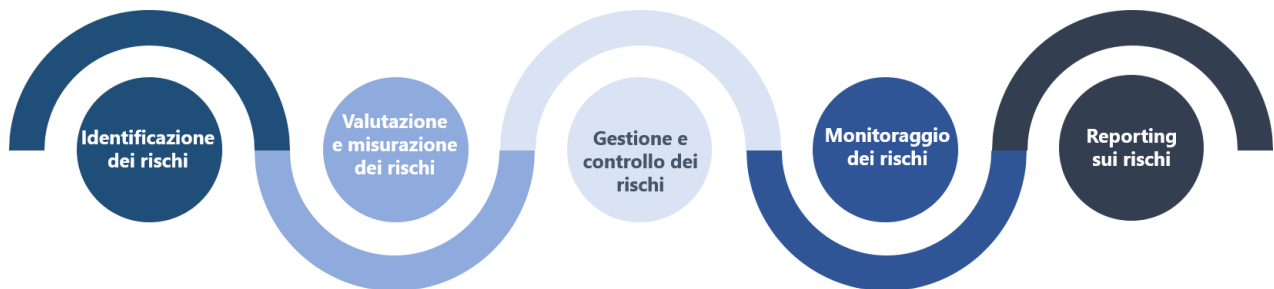 Identificazione
dei rischi
Valutazione
e misurazione
dei rischi
Gestione e
controllo dei
rischi
Monitoraggio
dei rischi
Reporting
sui rischi